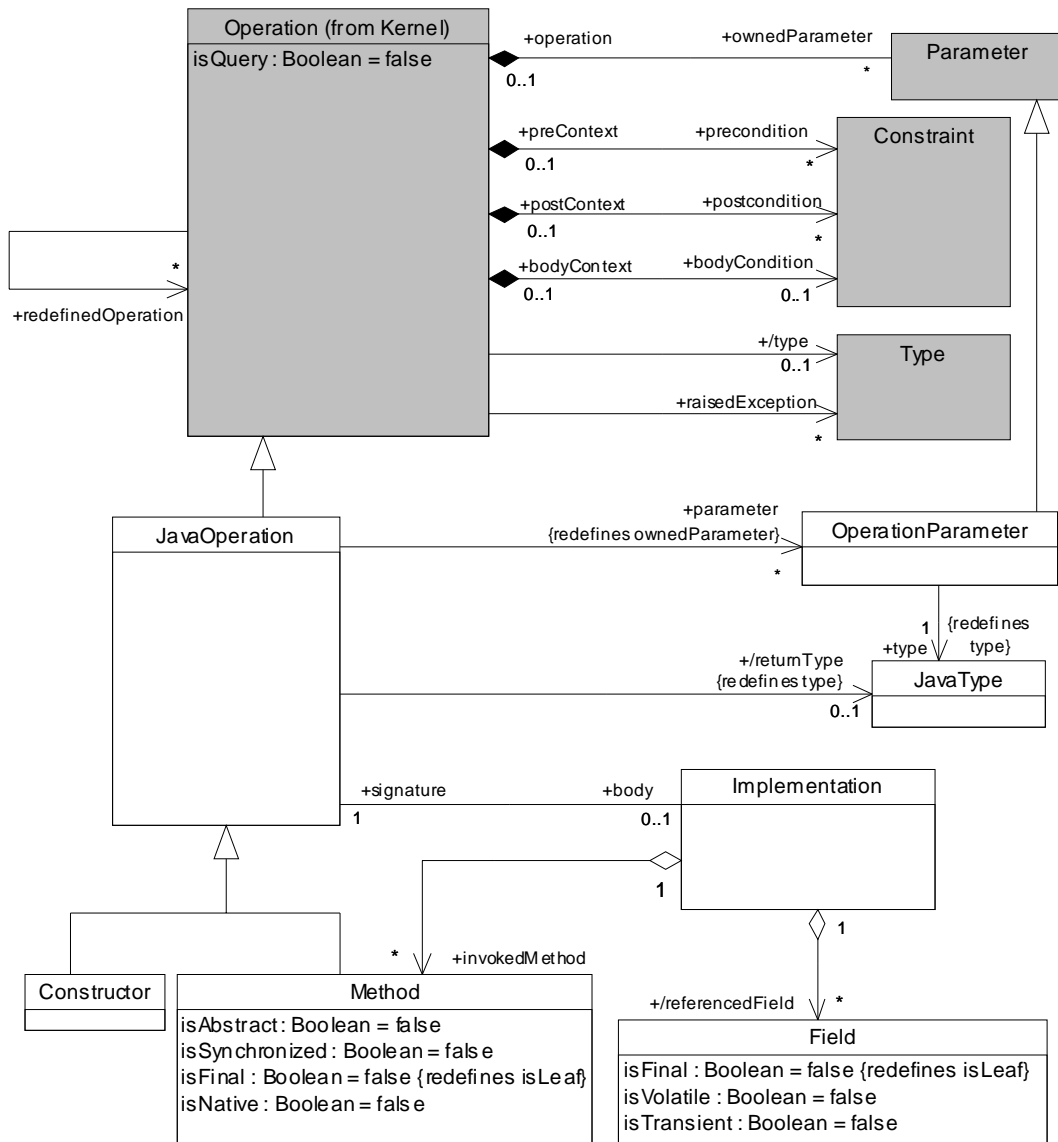 Operation (from Kernel)
isQuery : Boolean = false
+operation
+ownedParameter
0..1
*
Parameter
+preContext
+precondition
0..1
*
Constraint
+postContext
+postcondition
0..1
*
+bodyContext
+bodyCondition
0..1
0..1
*
+redefinedOperation
+/type
0..1
Type
+raisedException
*
JavaOperation
+parameter
{redefines ownedParameter}
*
OperationParameter
1
{redefines
type}
+type
+/returnType
{redefines type}
0..1
JavaType
+signature
+body
1
0..1
Implementation
1
1
*
+invokedMethod
+/referencedField
*
Constructor
Method
isAbstract : Boolean = false
isSynchronized : Boolean = false
isFinal : Boolean = false {redefines isLeaf}
isNative : Boolean = false
Field
isFinal : Boolean = false {redefines isLeaf}
isVolatile : Boolean = false
isTransient : Boolean = false